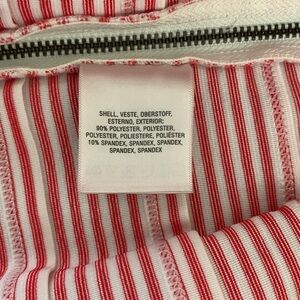 SHELL, VESTE, OBERSTOFF,
ESTERNO, EXTERIOR:
90% POLYESTER, POLYESTER,
POLYESTER, POLIESTERE, POLIÉSTER
10% SPANDEX, SPANDEX,
SPANDEX, SPANDEX